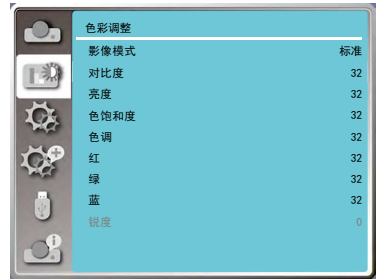 色彩调整
影像模式 标准
对比度 32
亮度 32
色饱和度 32
色调 32
红 32
绿 32
蓝 32
锐度 0